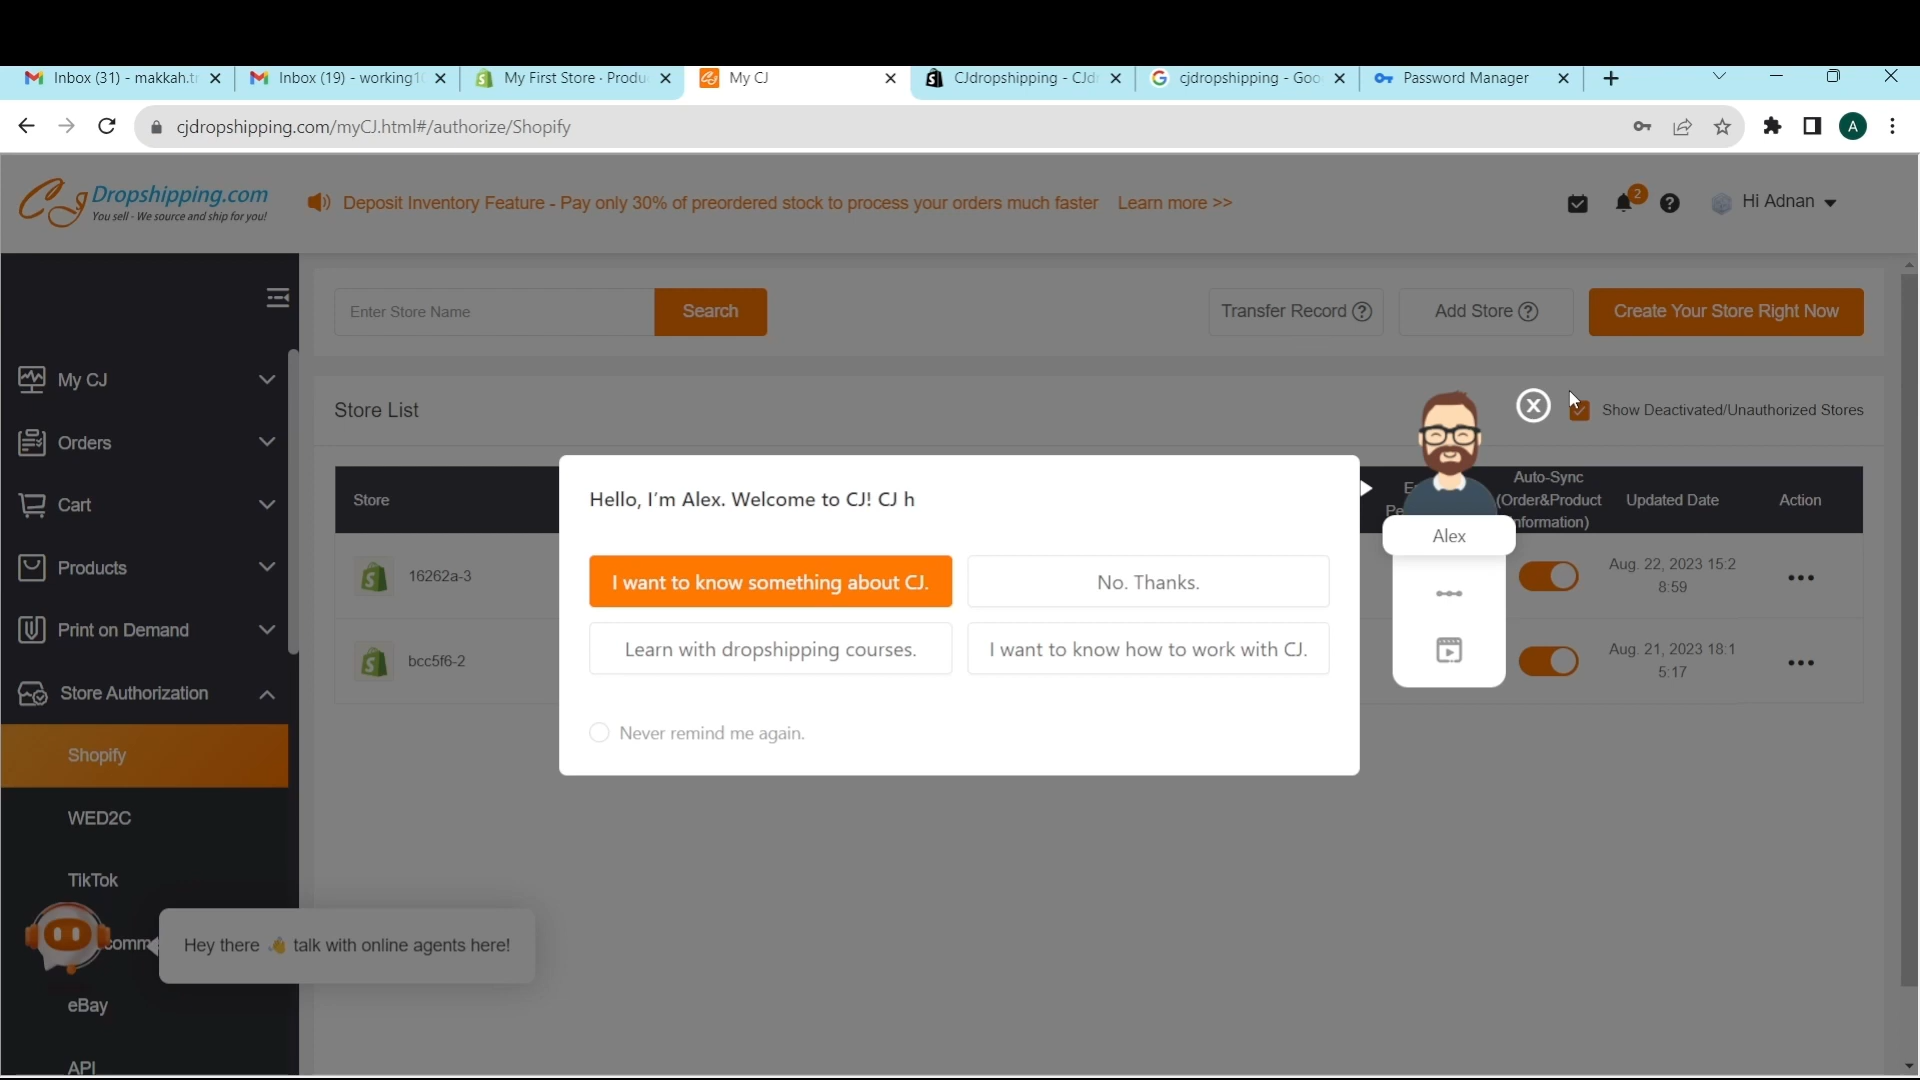 Inbox (31) - makkah.tr
Inbox (19) - working10
My First Store · Produ
My CJ
CJdropshipping - CJd
cjdropshipping - Goo
Password Manager
cjdropshipping.com/myCJ.html#/authorize/Shopify
A
CJ Dropshipping.com
You sell - We source and ship for you!
Deposit Inventory Feature - Pay only 30% of preordered stock to process your orders much faster Learn more >>
2
Hi Adnan
Enter Store Name
Search
Transfer Record
Add Store
Create Your Store Right Now
My CJ
Orders
Cart
Products
Print on Demand
Store Authorization
Shopify
WED2C
TikTok
comm
eBay
API
Store List
Show Deactivated/Unauthorized Stores
Store
Auto-Sync
(Order&Product
nformation)
Updated Date
Action
16262a-3
Aug. 22, 2023 15:2
8:59
bcc5f6-2
Aug. 21, 2023 18:1
5:17
Hello, I'm Alex. Welcome to CJ! CJ h
I want to know something about CJ.
No. Thanks.
Learn with dropshipping courses.
I want to know how to work with CJ.
Never remind me again.
Alex
Hey there 👋 talk with online agents here!